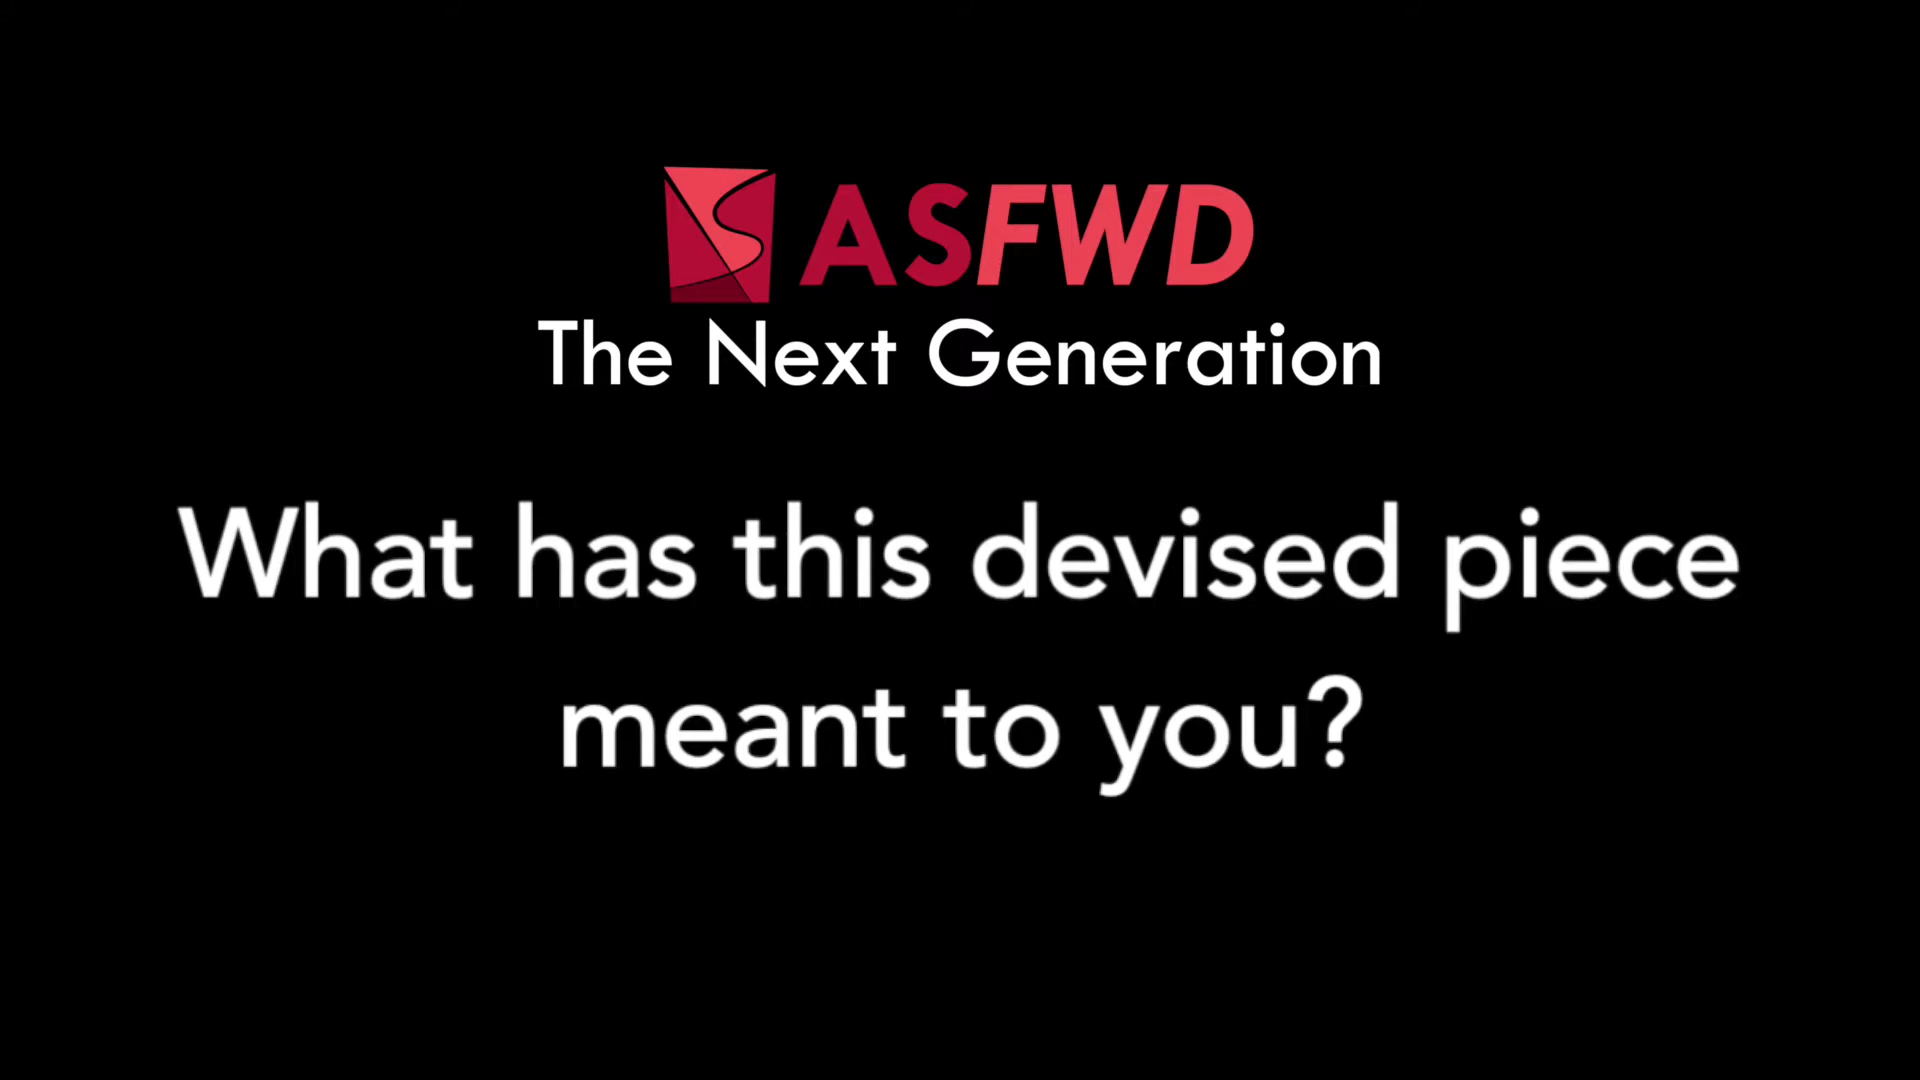 ASFWD
The Next Generation
What has this devised piece
meant to you?